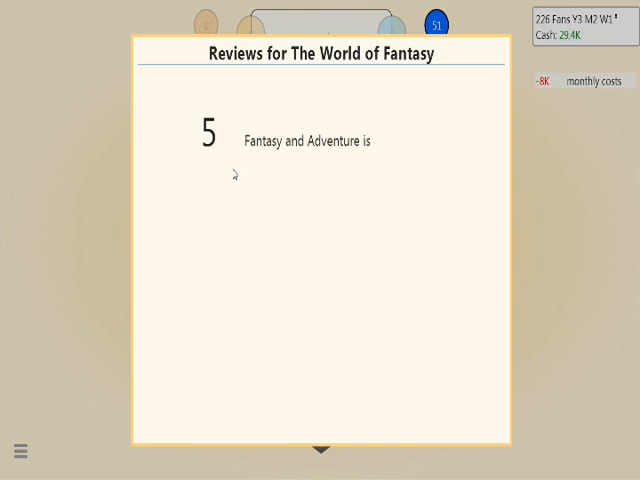 0
51
226 Fans Y3 M2 W1
Cash: 29.4K
-8K monthly costs
Reviews for The World of Fantasy
5 Fantasy and Adventure is